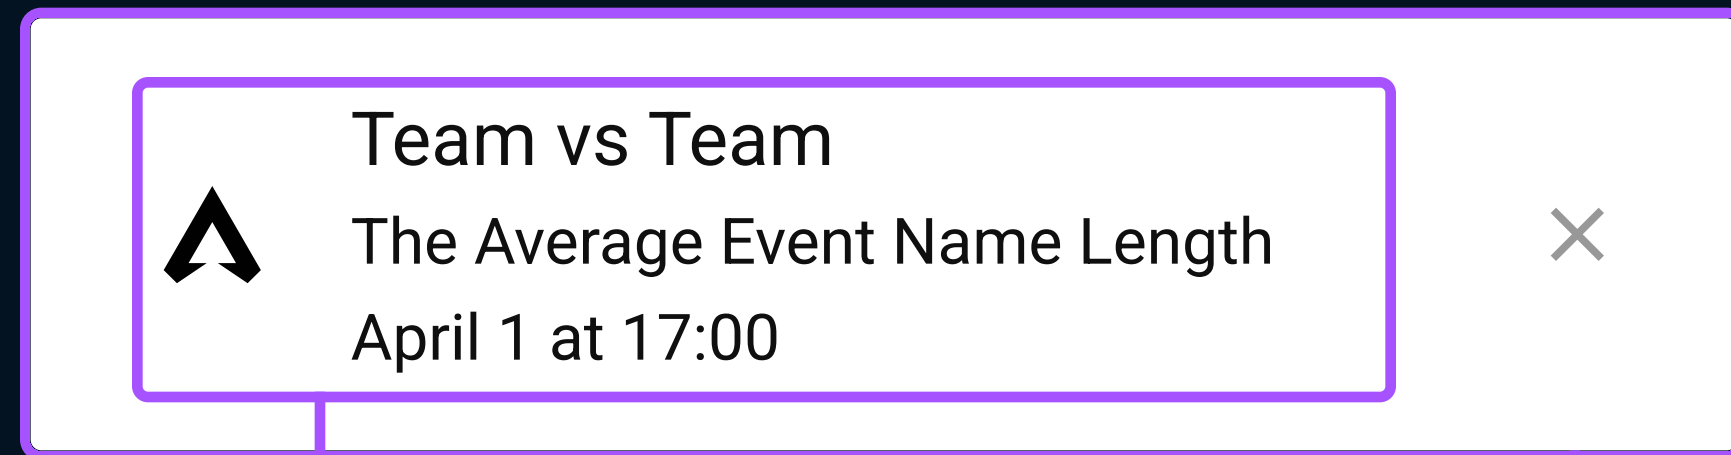 Team vs Team
The Average Event Name Length
April 1 at 17:00